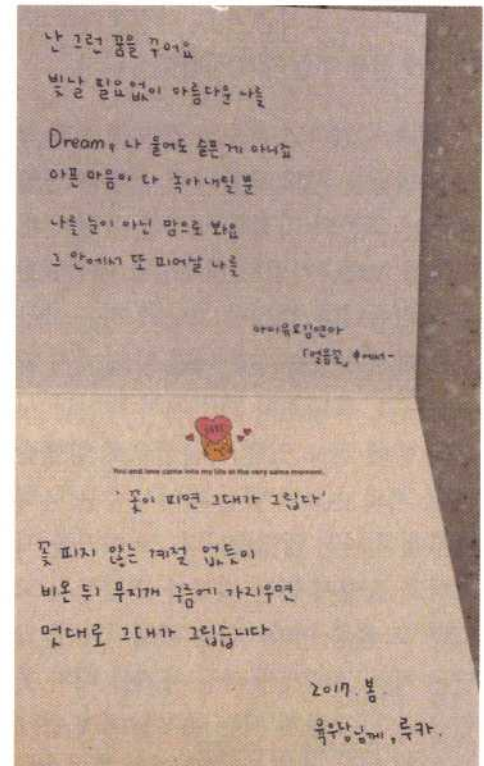 난 그런 꿈을 꾸어요
빛날 필요 없이 아름다운 나를
Dream, 나 울어도 슬픈 게 아니죠
아픈 마음이 다 녹아내릴 뿐
나를 눈이 아닌 맘으로 봐요
그 안에서 또 피어날 나를
아이유&김연아
「얼음꽃」中에서-
LOVE
You and love came into my life at the very same moment.
'꽃이 피면 그대가 그립다'
꽃 피지 않는 계절 없듯이
비온 뒤 무지개 구름에 가리우면
멋대로 그대가 그립습니다
2017. 봄.
육우당님께, 루카.